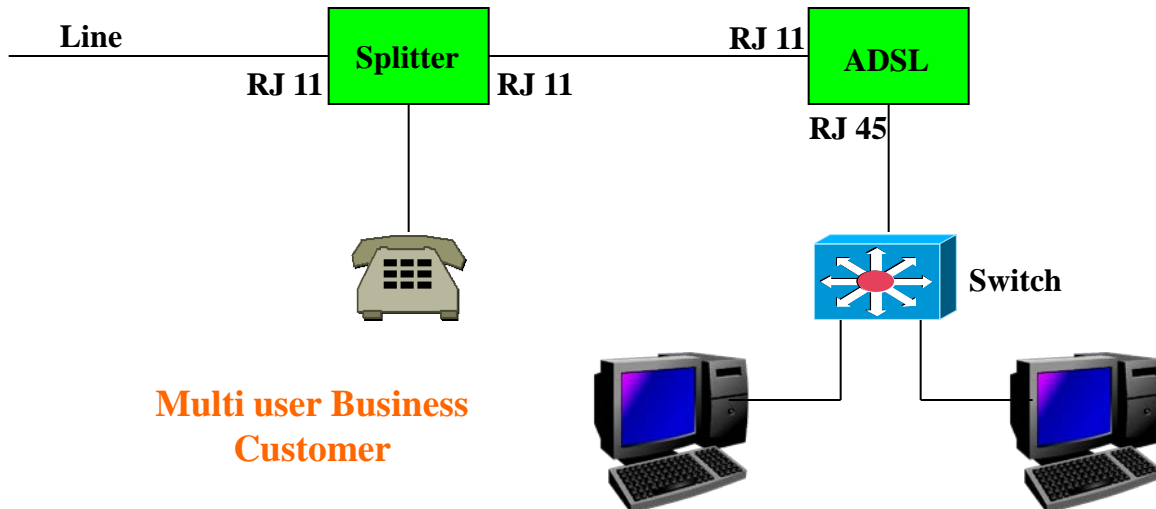 Line
Splitter
RJ 11
RJ 11
RJ 11
ADSL
RJ 45
Switch
Multi user Business
Customer